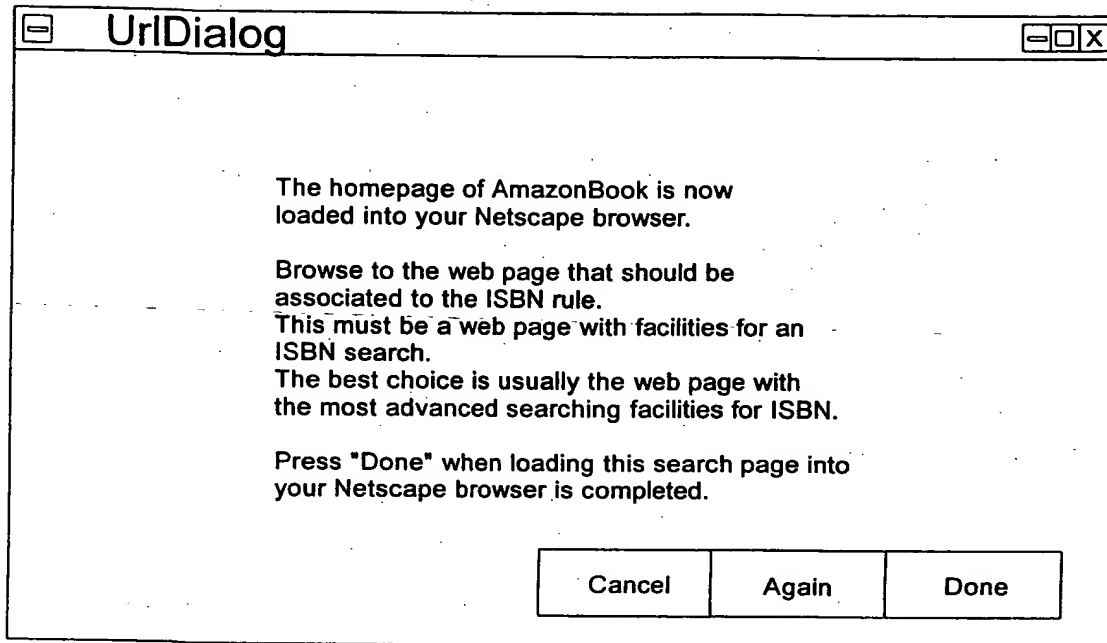 UrlDialog
The homepage of AmazonBook is now
loaded into your Netscape browser.
Browse to the web page that should be
associated to the ISBN rule.
This must be a web page with facilities for an
ISBN search.
The best choice is usually the web page with
the most advanced searching facilities for ISBN.
Press "Done" when loading this search page into
your Netscape browser is completed.
Cancel Again Done